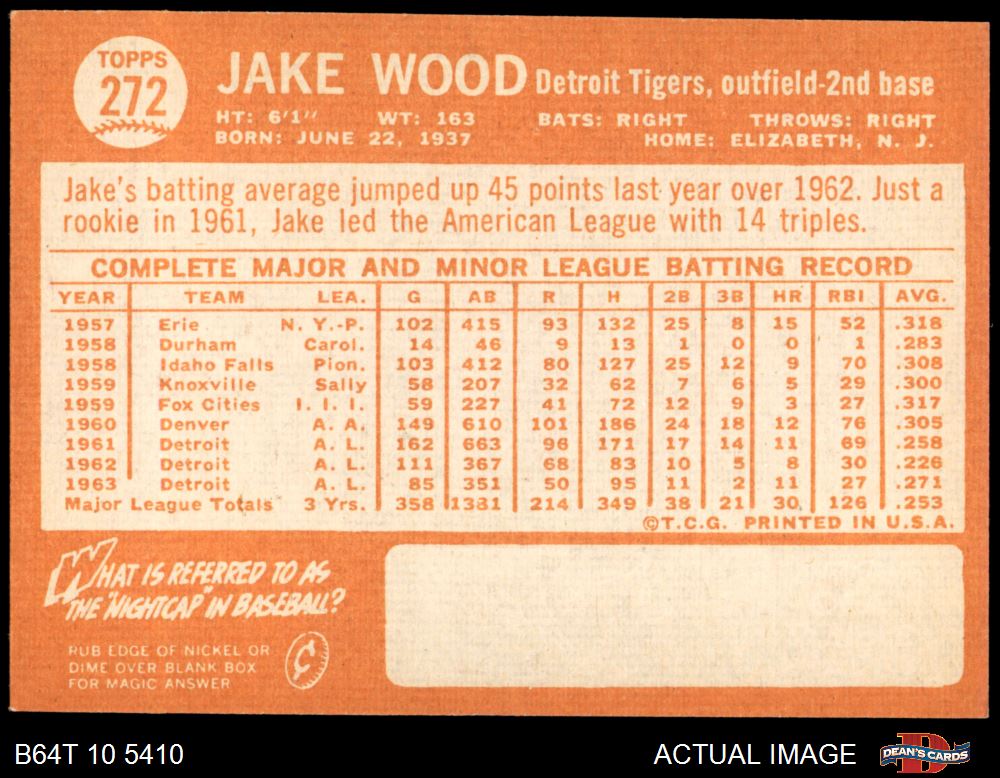 TOPPS
272
JAKE WOOD Detroit Tigers, outfield-2nd base
HT: 6'1" WT: 163 BATS: RIGHT THROWS: RIGHT
BORN: JUNE 22, 1937 HOME: ELIZABETH, N. J.
Jake's batting average jumped up 45 points last year over 1962. Just a
rookie in 1961, Jake led the American League with 14 triples.
COMPLETE MAJOR AND MINOR LEAGUE BATTING RECORD
YEAR TEAM LEA. G AB R H 2B 3B HR RBI AVG.
1957 Erie N. Y.-P. 102 415 93 132 25 8 15 52 .318
1958 Durham Carol. 14 46 9 13 1 0 0 1 .283
1958 Idaho Falls Pion. 103 412 80 127 25 12 9 70 .308
1959 Knoxville Sally 58 207 32 62 7 6 5 29 .300
1959 Fox Cities I. I. I. 59 227 41 72 12 9 3 27 .317
1960 Denver A. A. 149 610 101 186 24 18 12 76 .305
1961 Detroit A. L. 162 663 96 171 17 14 11 69 .258
1962 Detroit A. L. 111 367 68 83 10 5 8 30 .226
1963 Detroit A. L. 85 351 50 95 11 2 11 27 .271
Major League Totals 3 Yrs. 358 1381 214 349 38 21 30 126 .253
©T.C.G. PRINTED IN U.S.A.
WHAT IS REFERRED TO AS
THE "NIGHTCAP" IN BASEBALL?
RUB EDGE OF NICKEL OR
DIME OVER BLANK BOX
FOR MAGIC ANSWER
¢
B64T 10 5410
ACTUAL IMAGE
D
DEAN'S CARDS